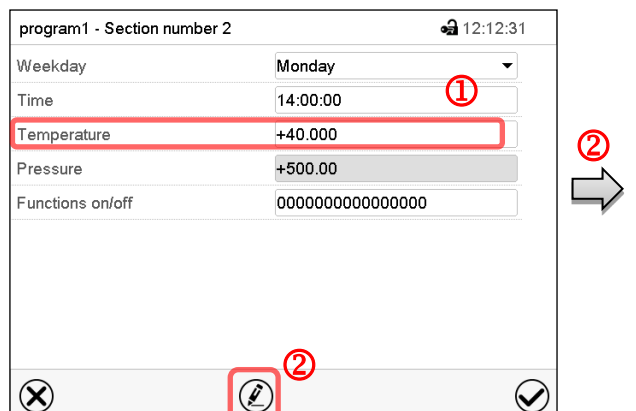 program1 - Section number 2 12:12:31
Weekday Monday
①
Time 14:00:00
Temperature +40.000
②
Pressure +500.00
Functions on/off 0000000000000000
②